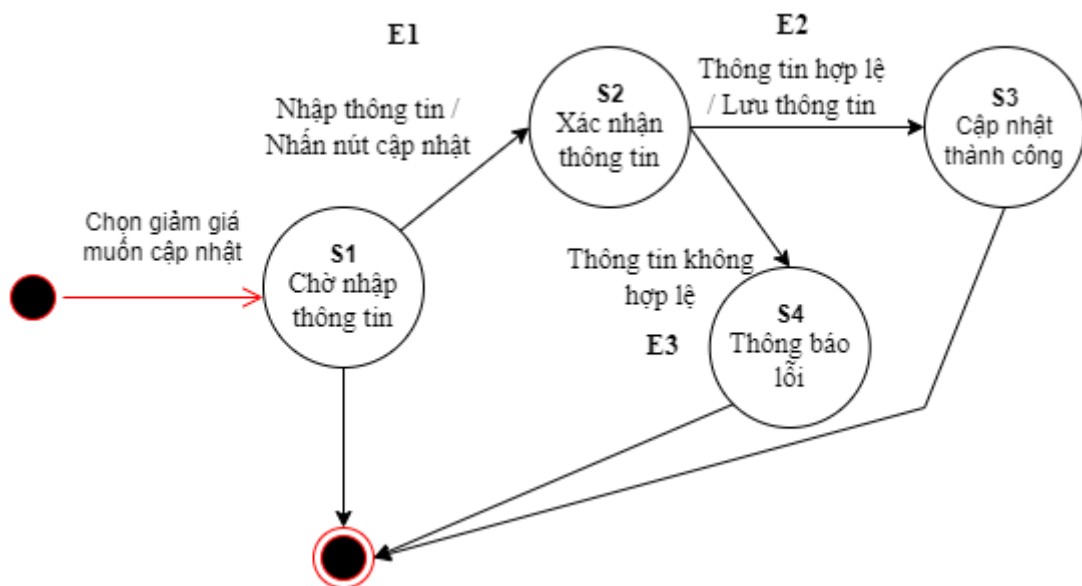 E1
E2
Nhập thông tin /
Nhấn nút cập nhật
S2
Xác nhận
thông tin
Thông tin hợp lệ
/ Lưu thông tin
S3
Cập nhật
thành công
Chọn giảm giá
muốn cập nhật
S1
Chờ nhập
thông tin
Thông tin không
hợp lệ
E3
S4
Thông báo
lỗi